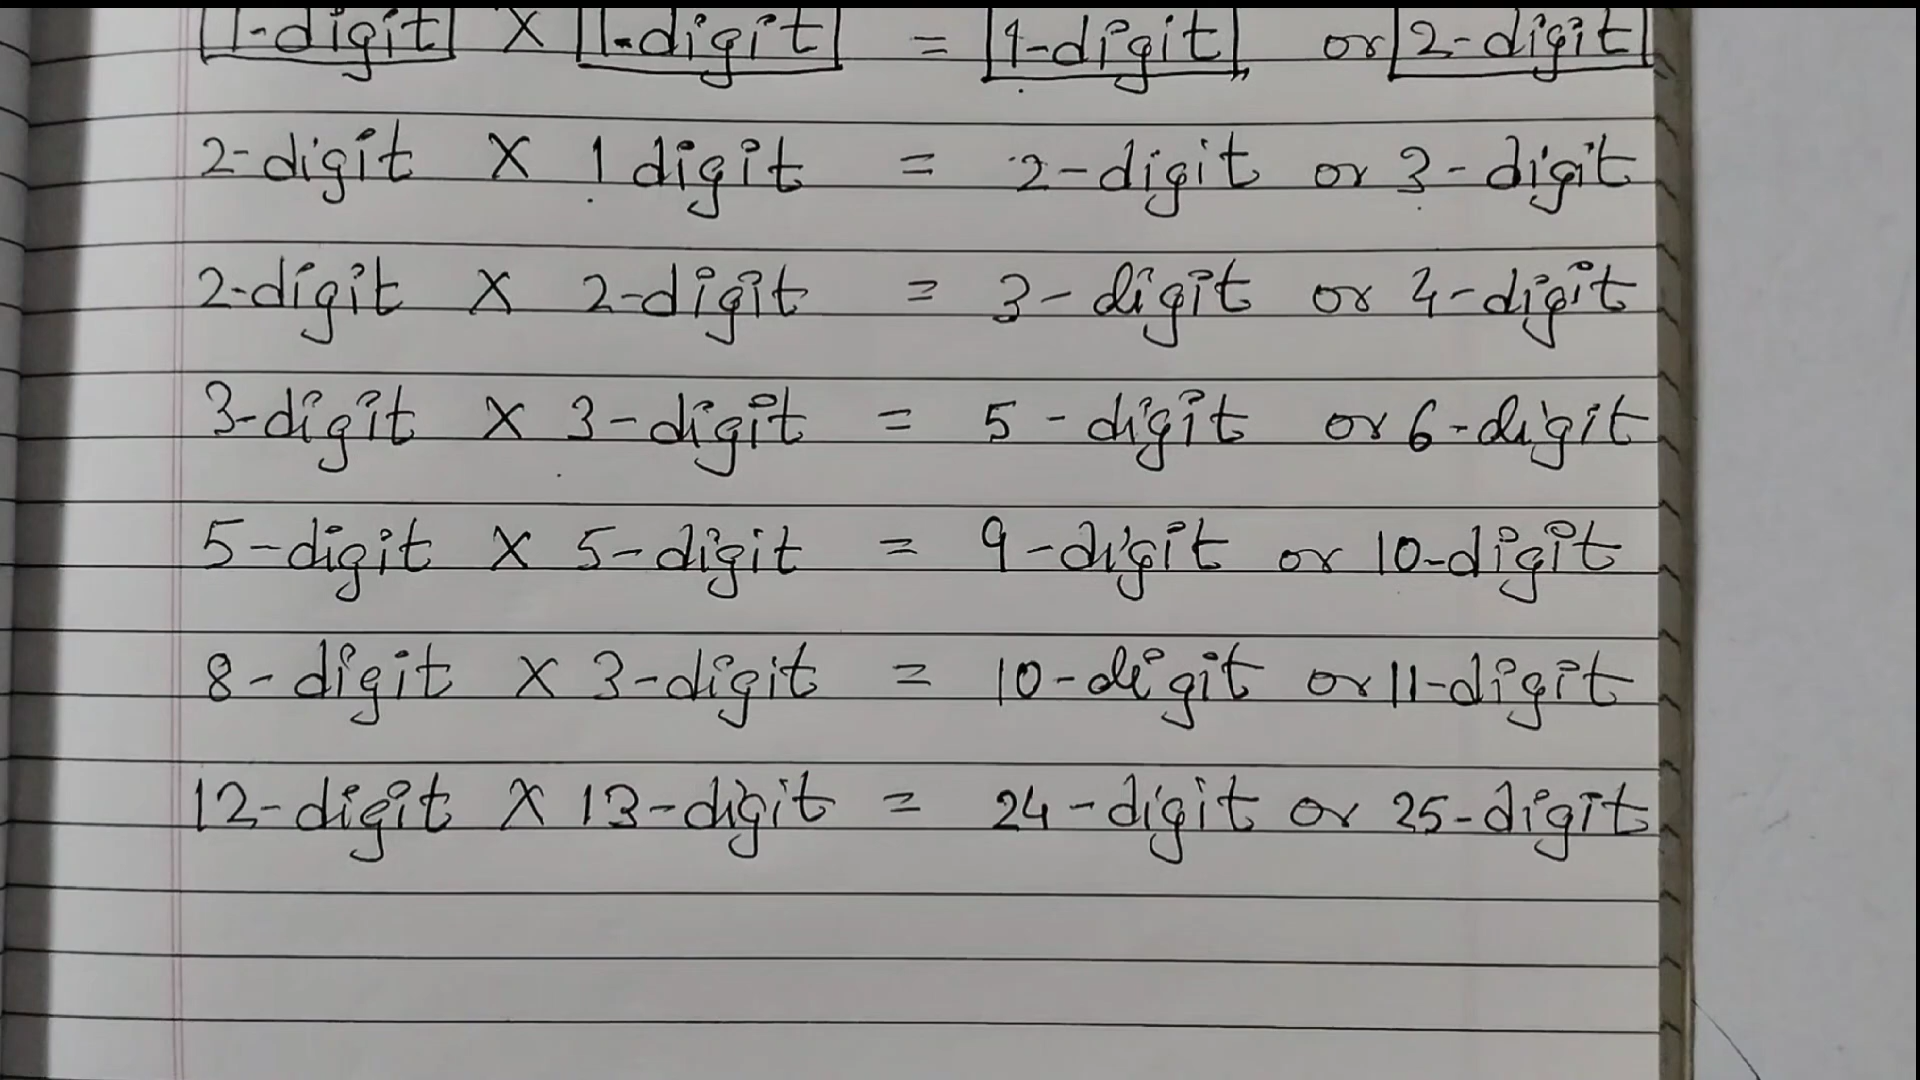 1-digit X 1-digit = 1-digit or 2-digit
2-digit X 1 digit = 2-digit or 3-digit
2-digit X 2-digit = 3-digit or 4-digit
3-digit X 3-digit = 5-digit or 6-digit
5-digit X 5-digit = 9-digit or 10-digit
8-digit X 3-digit = 10-digit or 11-digit
12-digit X 13-digit = 24-digit or 25-digit